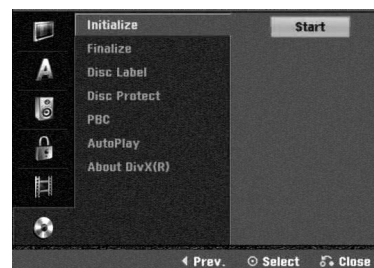 Initialize
Start
Finalize
Disc Label
Disc Protect
PBC
AutoPlay
About DivX(R)
A
Prev. Select Close